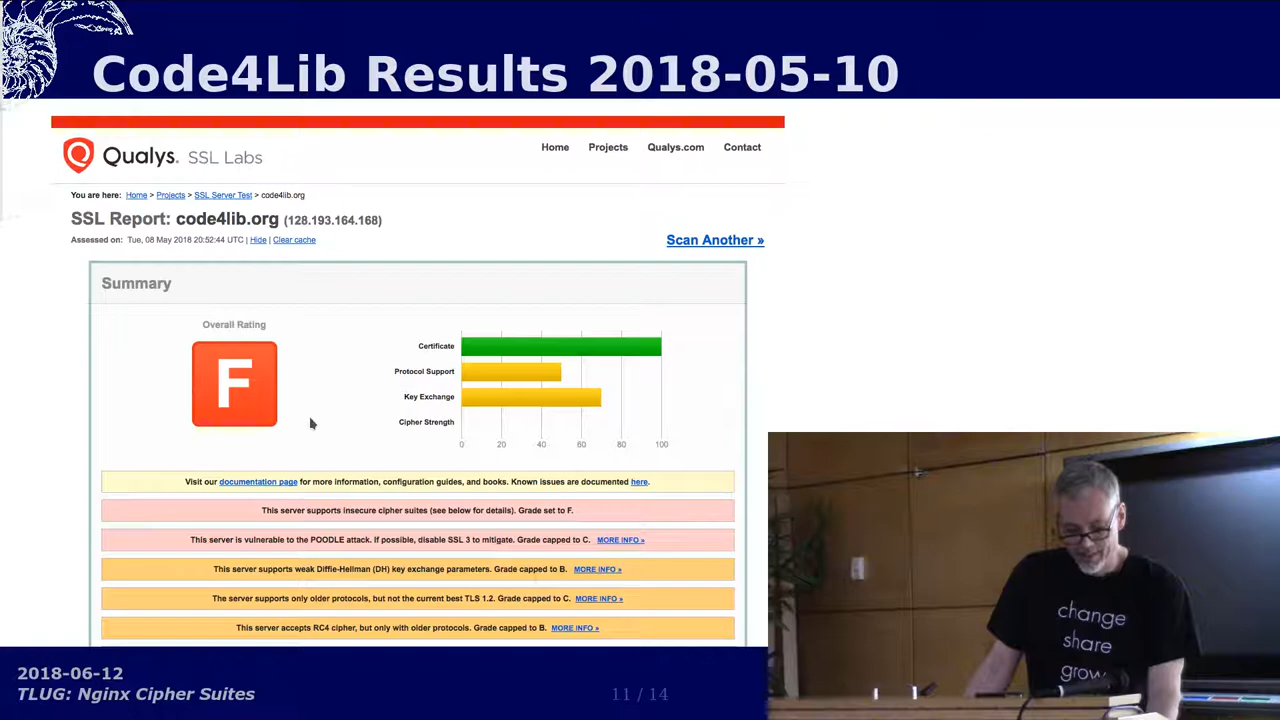 Code4Lib Results 2018-05-10
Qualys. SSL Labs
Home Projects Qualys.com Contact
You are here: Home > Projects > SSL Server Test > code4lib.org
SSL Report: code4lib.org (128.193.164.168)
Assessed on: Tue, 08 May 2018 20:52:44 UTC | Hide | Clear cache
Scan Another »
Summary
Overall Rating
F
Certificate
Protocol Support
Key Exchange
Cipher Strength
0 20 40 60 80 100
Visit our documentation page for more information, configuration guides, and books. Known issues are documented here.
This server supports insecure cipher suites (see below for details). Grade set to F.
This server is vulnerable to the POODLE attack. If possible, disable SSL 3 to mitigate. Grade capped to C. MORE INFO »
This server supports weak Diffie-Hellman (DH) key exchange parameters. Grade capped to B. MORE INFO »
The server supports only older protocols, but not the current best TLS 1.2. Grade capped to C. MORE INFO »
This server accepts RC4 cipher, but only with older protocols. Grade capped to B. MORE INFO »
change
share
grow
2018-06-12
TLUG: Nginx Cipher Suites
11 / 14